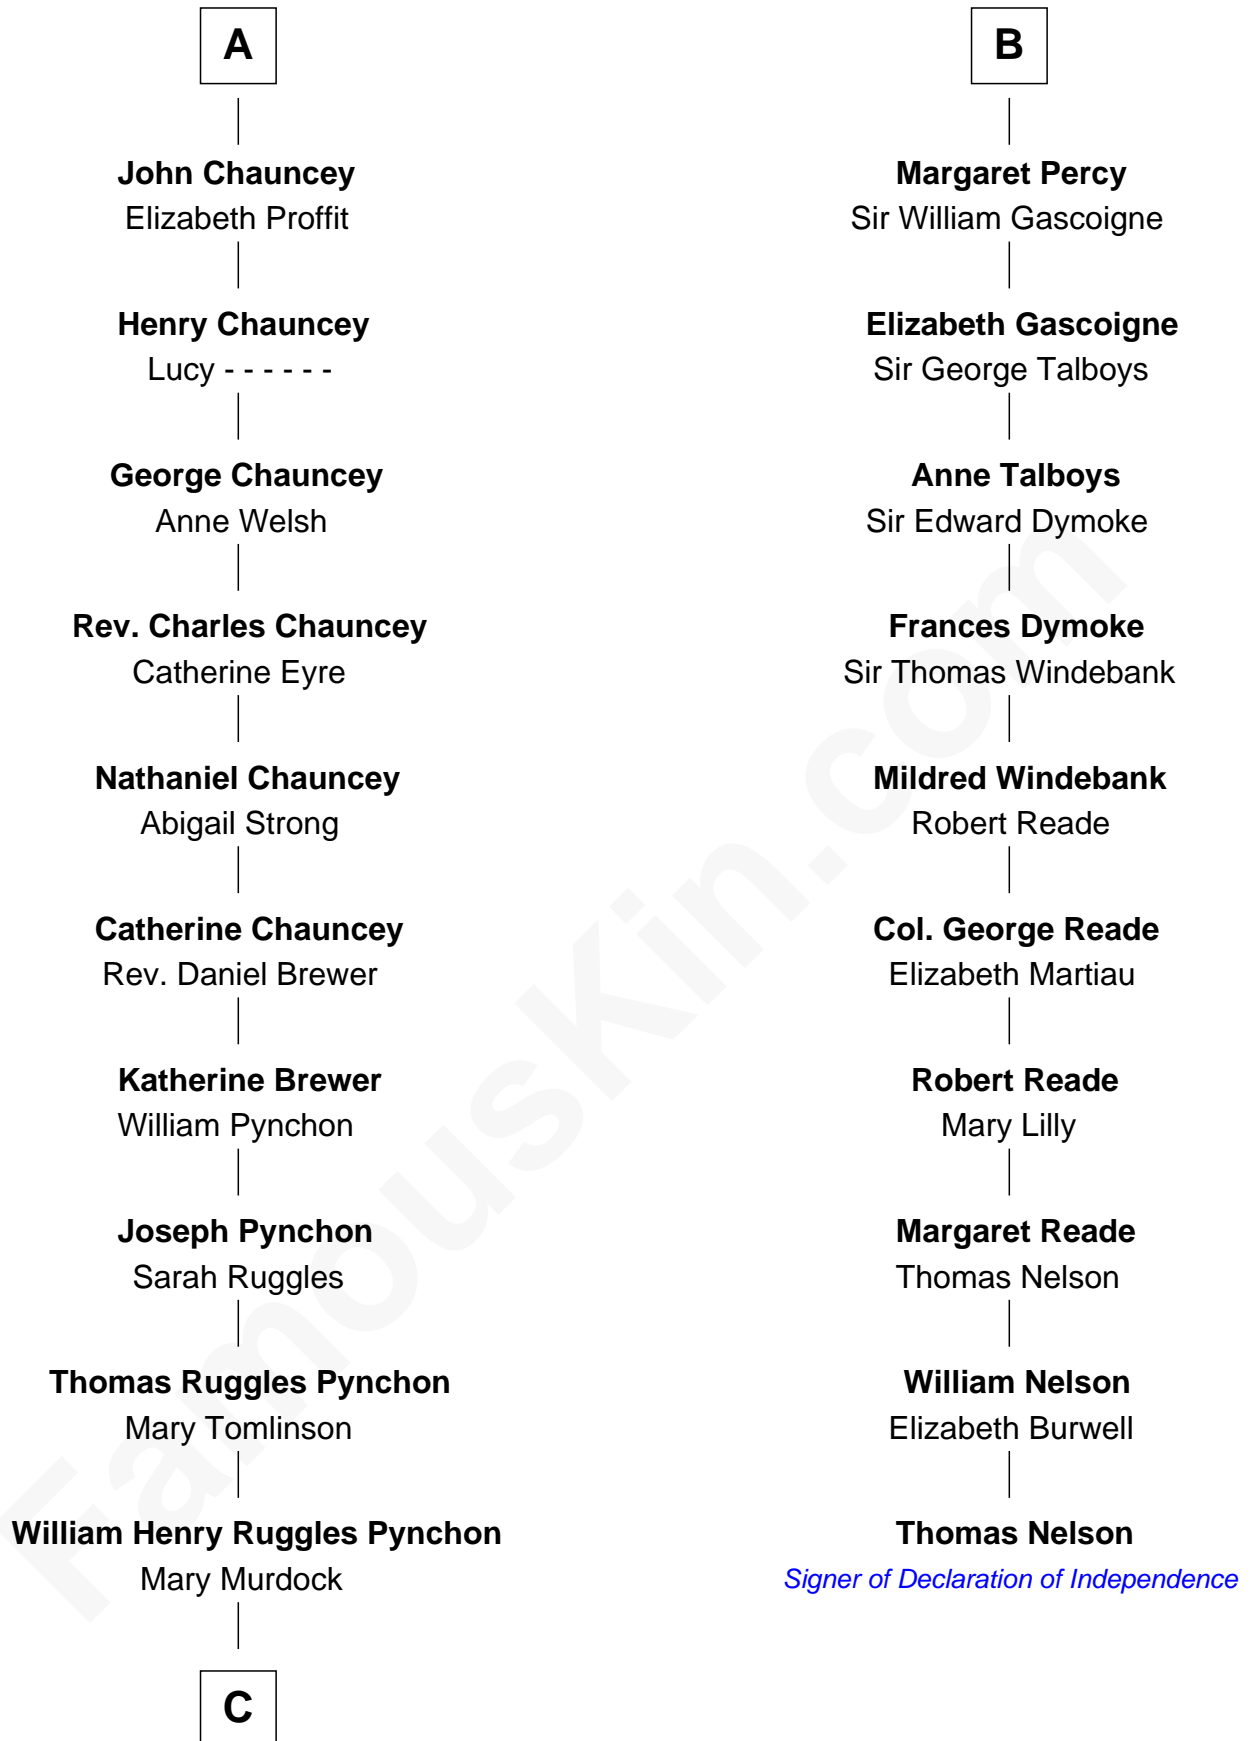 A
John Chauncey
Elizabeth Proffit
Henry Chauncey
Lucy - - - - - -
George Chauncey
Anne Welsh
Rev. Charles Chauncey
Catherine Eyre
Nathaniel Chauncey
Abigail Strong
Catherine Chauncey
Rev. Daniel Brewer
Katherine Brewer
William Pynchon
Joseph Pynchon
Sarah Ruggles
Thomas Ruggles Pynchon
Mary Tomlinson
William Henry Ruggles Pynchon
Mary Murdock
C
B
Margaret Percy
Sir William Gascoigne
Elizabeth Gascoigne
Sir George Talboys
Anne Talboys
Sir Edward Dymoke
Frances Dymoke
Sir Thomas Windebank
Mildred Windebank
Robert Reade
Col. George Reade
Elizabeth Martiau
Robert Reade
Mary Lilly
Margaret Reade
Thomas Nelson
William Nelson
Elizabeth Burwell
Thomas Nelson
Signer of Declaration of Independence
FamousKin.com